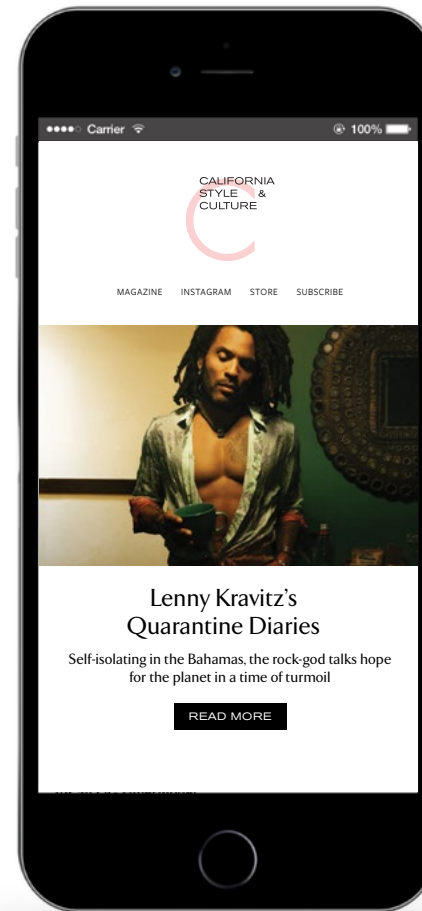 Carrier 100%
CALIFORNIA
STYLE &
CULTURE
MAGAZINE INSTAGRAM STORE SUBSCRIBE
Lenny Kravitz’s
Quarantine Diaries
Self-isolating in the Bahamas, the rock-god talks hope
for the planet in a time of turmoil
READ MORE